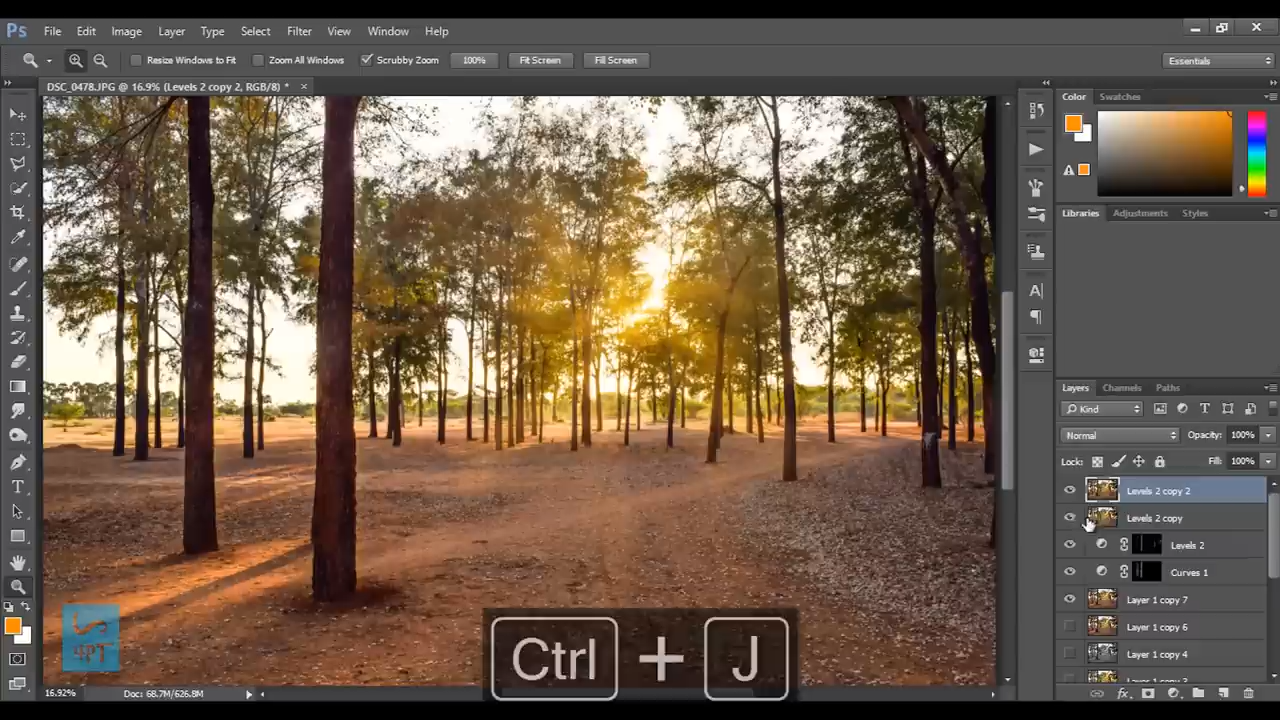 Ps File Edit Image Layer Type Select Filter View Window Help
Resize Windows to Fit Zoom All Windows Scrubby Zoom 100% Fit Screen Fill Screen Essentials
DSC_0478.JPG @ 16.9% (Levels 2 copy 2, RGB/8) * ×
Color Swatches
Libraries Adjustments Styles
Layers Channels Paths
Kind
Normal Opacity: 100%
Lock: Fill: 100%
Levels 2 copy 2
Levels 2 copy
Levels 2
Curves 1
Layer 1 copy 7
Layer 1 copy 6
Layer 1 copy 4
Ctrl + J
16.92% Doc: 68.7M/626.8M